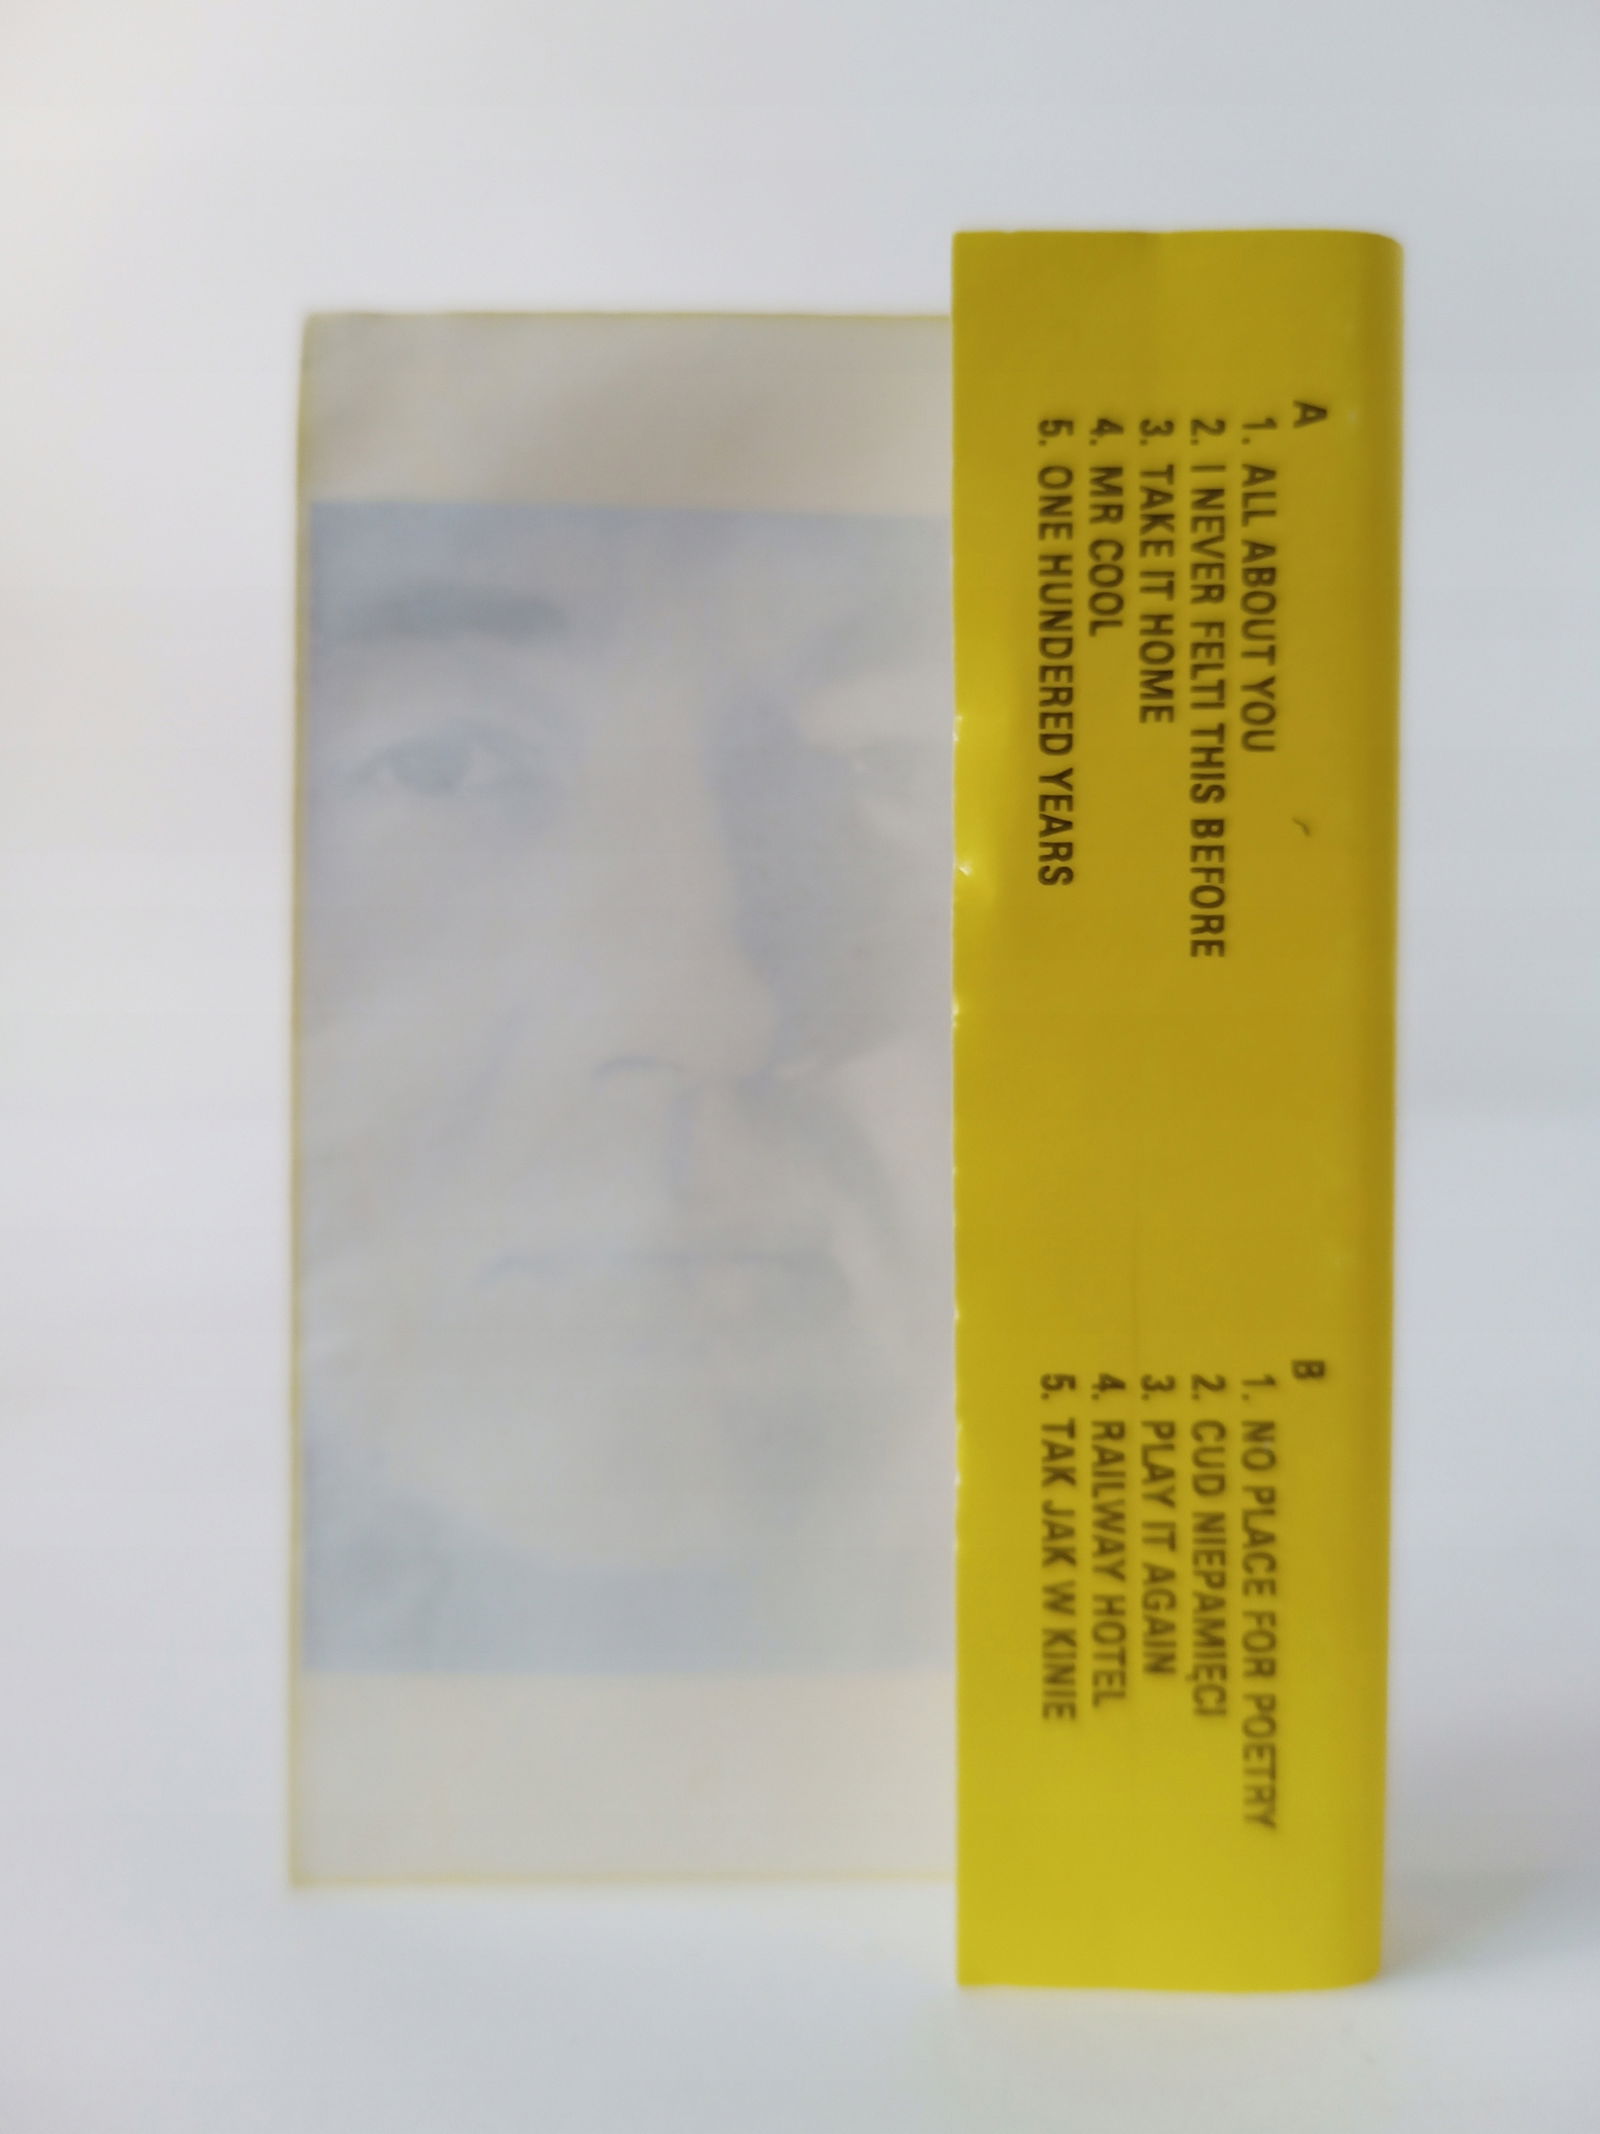 A
1. ALL ABOUT YOU
2. I NEVER FELTI THIS BEFORE
3. TAKE IT HOME
4. MR COOL
5. ONE HUNDERED YEARS
B
1. NO PLACE FOR POETRY
2. CUD NIEPAMIĘCI
3. PLAY IT AGAIN
4. RAILWAY HOTEL
5. TAK JAK W KINIE